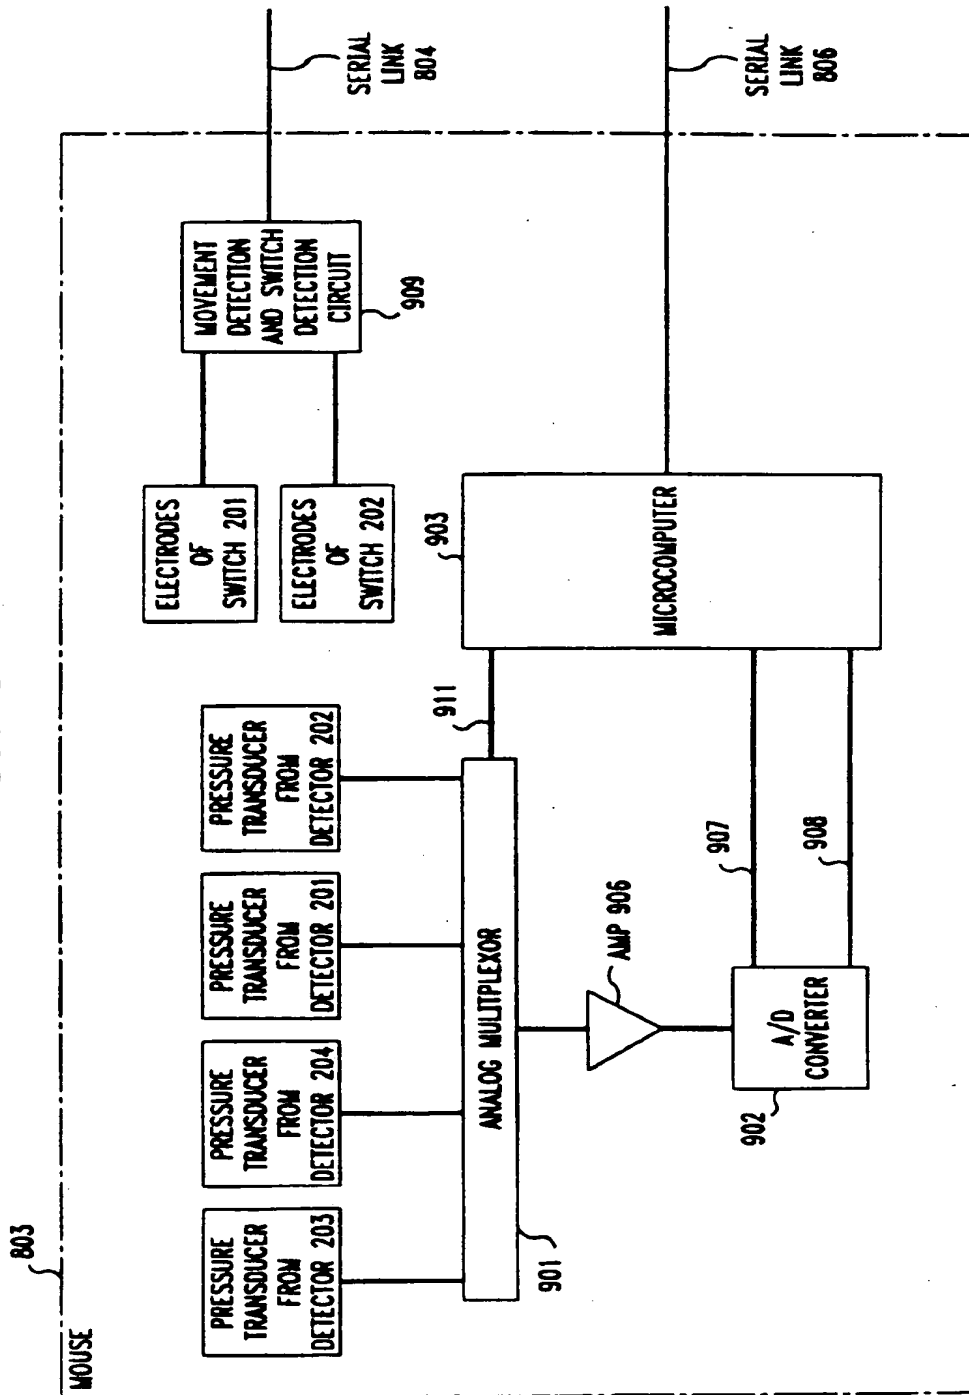 MOUSE
803
PRESSURE
TRANSDUCER
FROM
DETECTOR 203
PRESSURE
TRANSDUCER
FROM
DETECTOR 204
PRESSURE
TRANSDUCER
FROM
DETECTOR 201
PRESSURE
TRANSDUCER
FROM
DETECTOR 202
ELECTRODES
OF
SWITCH 201
ELECTRODES
OF
SWITCH 202
MOVEMENT
DETECTION
AND SWITCH
DETECTION
CIRCUIT
909
SERIAL
LINK
804
901
ANALOG MULITPLEXOR
911
903
MICROCOMPUTER
SERIAL
LINK
806
AMP 906
907
908
902
A/D
CONVERTER